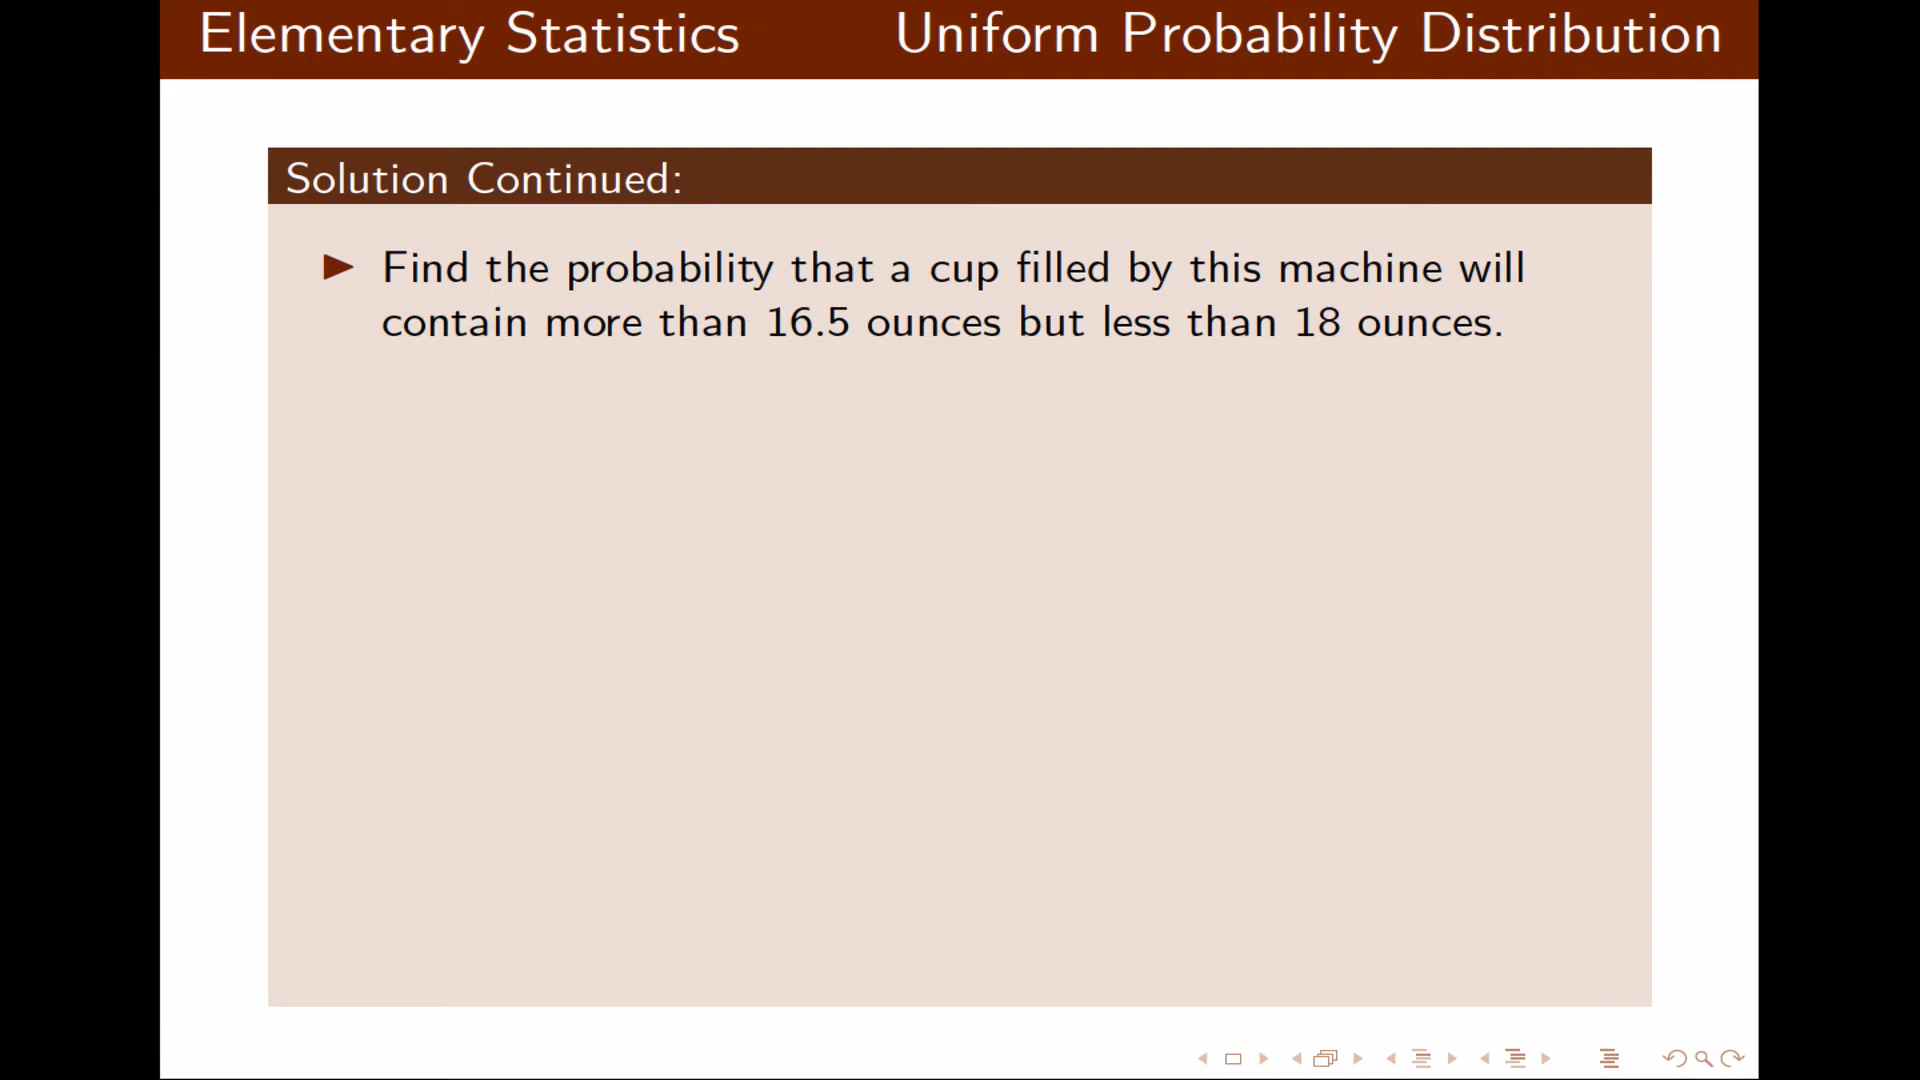 Elementary Statistics Uniform Probability Distribution
Solution Continued:
Find the probability that a cup filled by this machine will
contain more than 16.5 ounces but less than 18 ounces.